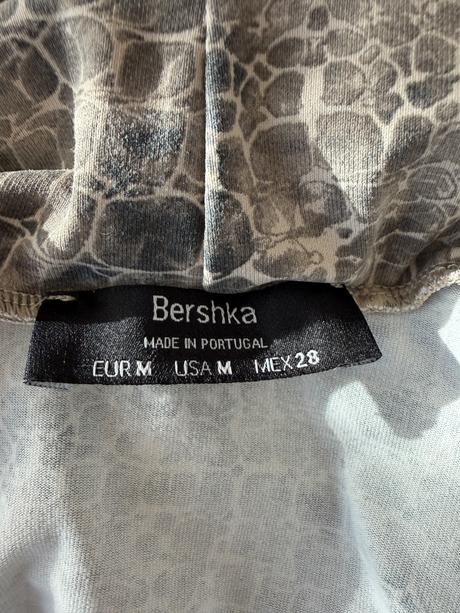 Bershka
MADE IN PORTUGAL
EUR M USA M MEX 28